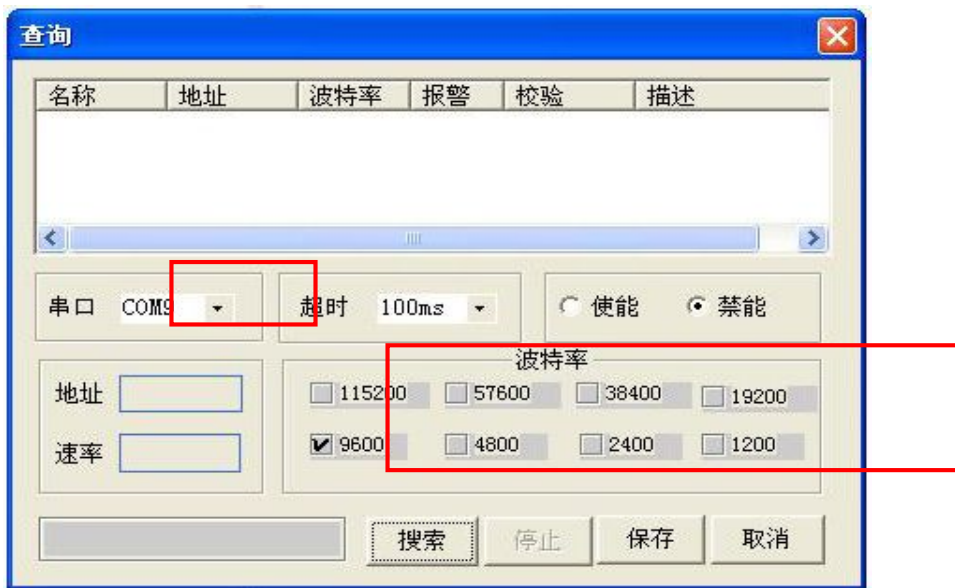 查询
名称 地址 波特率 报警 校验 描述
串口 COM9 超时 100ms 使能 禁能
波特率
地址 115200 57600 38400 19200
速率 9600 4800 2400 1200
搜索 停止 保存 取消